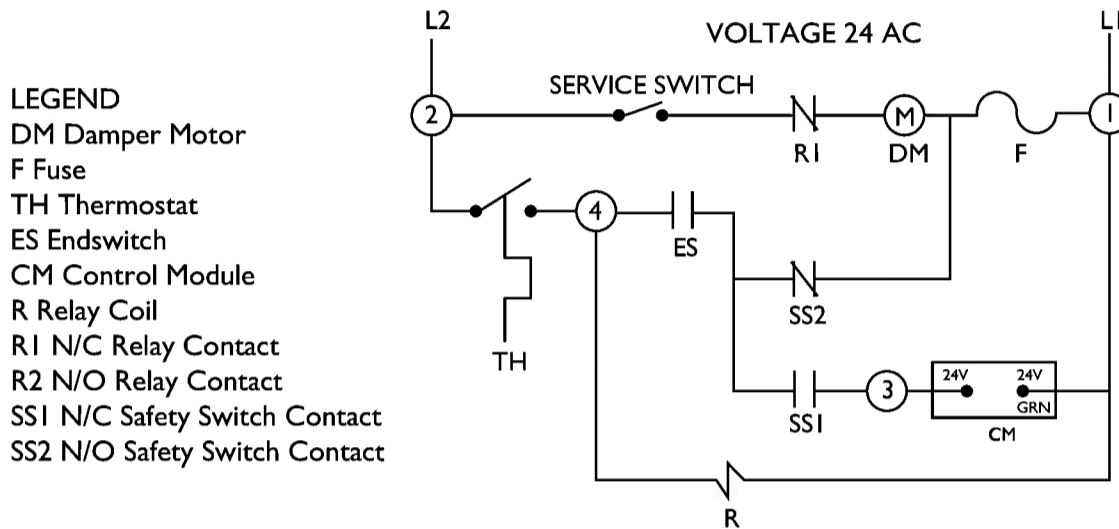 L2
VOLTAGE 24 AC
L1
LEGEND
DM Damper Motor
F Fuse
TH Thermostat
ES Endswitch
CM Control Module
R Relay Coil
R1 N/C Relay Contact
R2 N/O Relay Contact
SS1 N/C Safety Switch Contact
SS2 N/O Safety Switch Contact
SERVICE SWITCH
2
M
1
R1
DM
F
4
ES
SS2
TH
3
24V
24V
GRN
SS1
CM
R